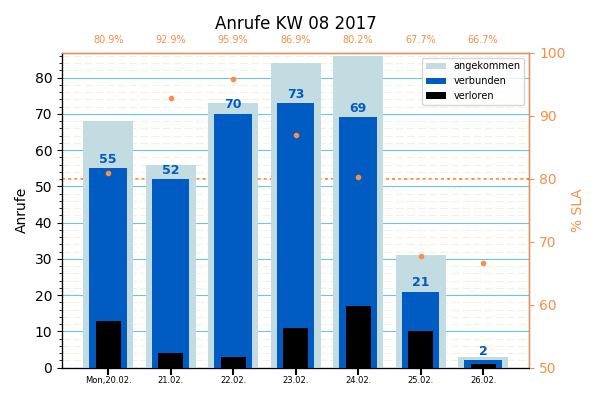 Anrufe KW 08 2017
80.9% 92.9% 95.9% 86.9% 80.2% 67.7% 66.7%
angekommen
verbunden
verloren
55 52 70 73 69 21 2
Anrufe
0 10 20 30 40 50 60 70 80
% SLA
50 60 70 80 90 100
Mon,20.02. 21.02. 22.02. 23.02. 24.02. 25.02. 26.02.